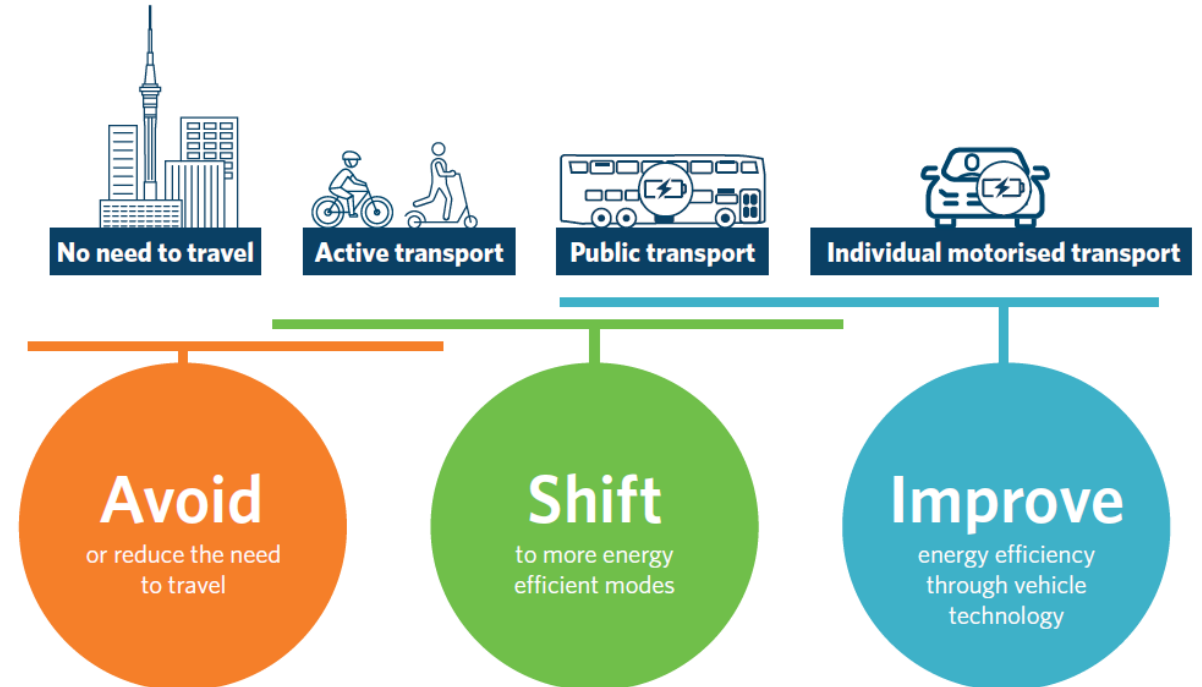 No need to travel
Active transport
Public transport
Individual motorised transport
Avoid
or reduce the need
to travel
Shift
to more energy
efficient modes
Improve
energy efficiency
through vehicle
technology